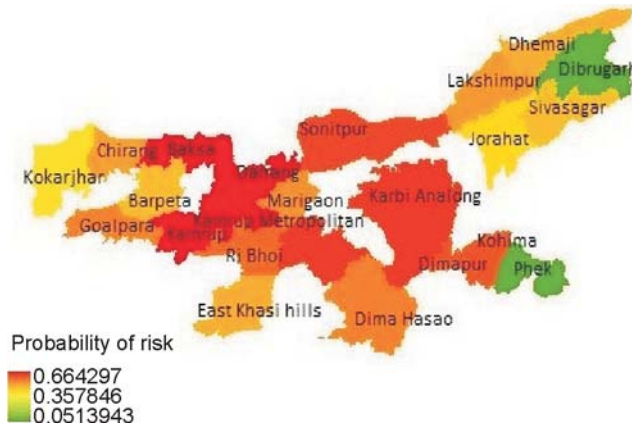 Dhemaji
Lakshimpur
Dibrugarh
Sivasagar
Sonitpur
Jorahat
Chirang
Baksa
Darrang
Kokarjhar
Barpeta
Marigaon
Karbi Analong
Goalpara
Kamrup Metropolitan
Kamrup
Ri Bhoi
Kohima
Dimapur
Phek
East Khasi hills
Dima Hasao
Probability of risk
0.664297
0.357846
0.0513943